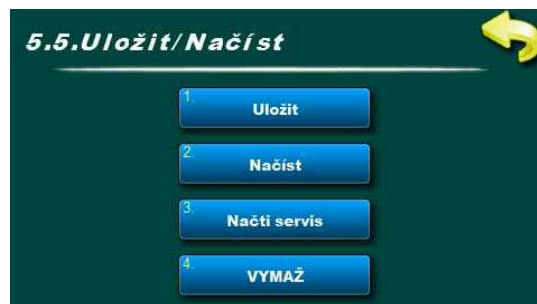 5.5.Uložit/Načíst
1. Uložit
2. Načíst
3. Načti servis
4. VYMAŽ